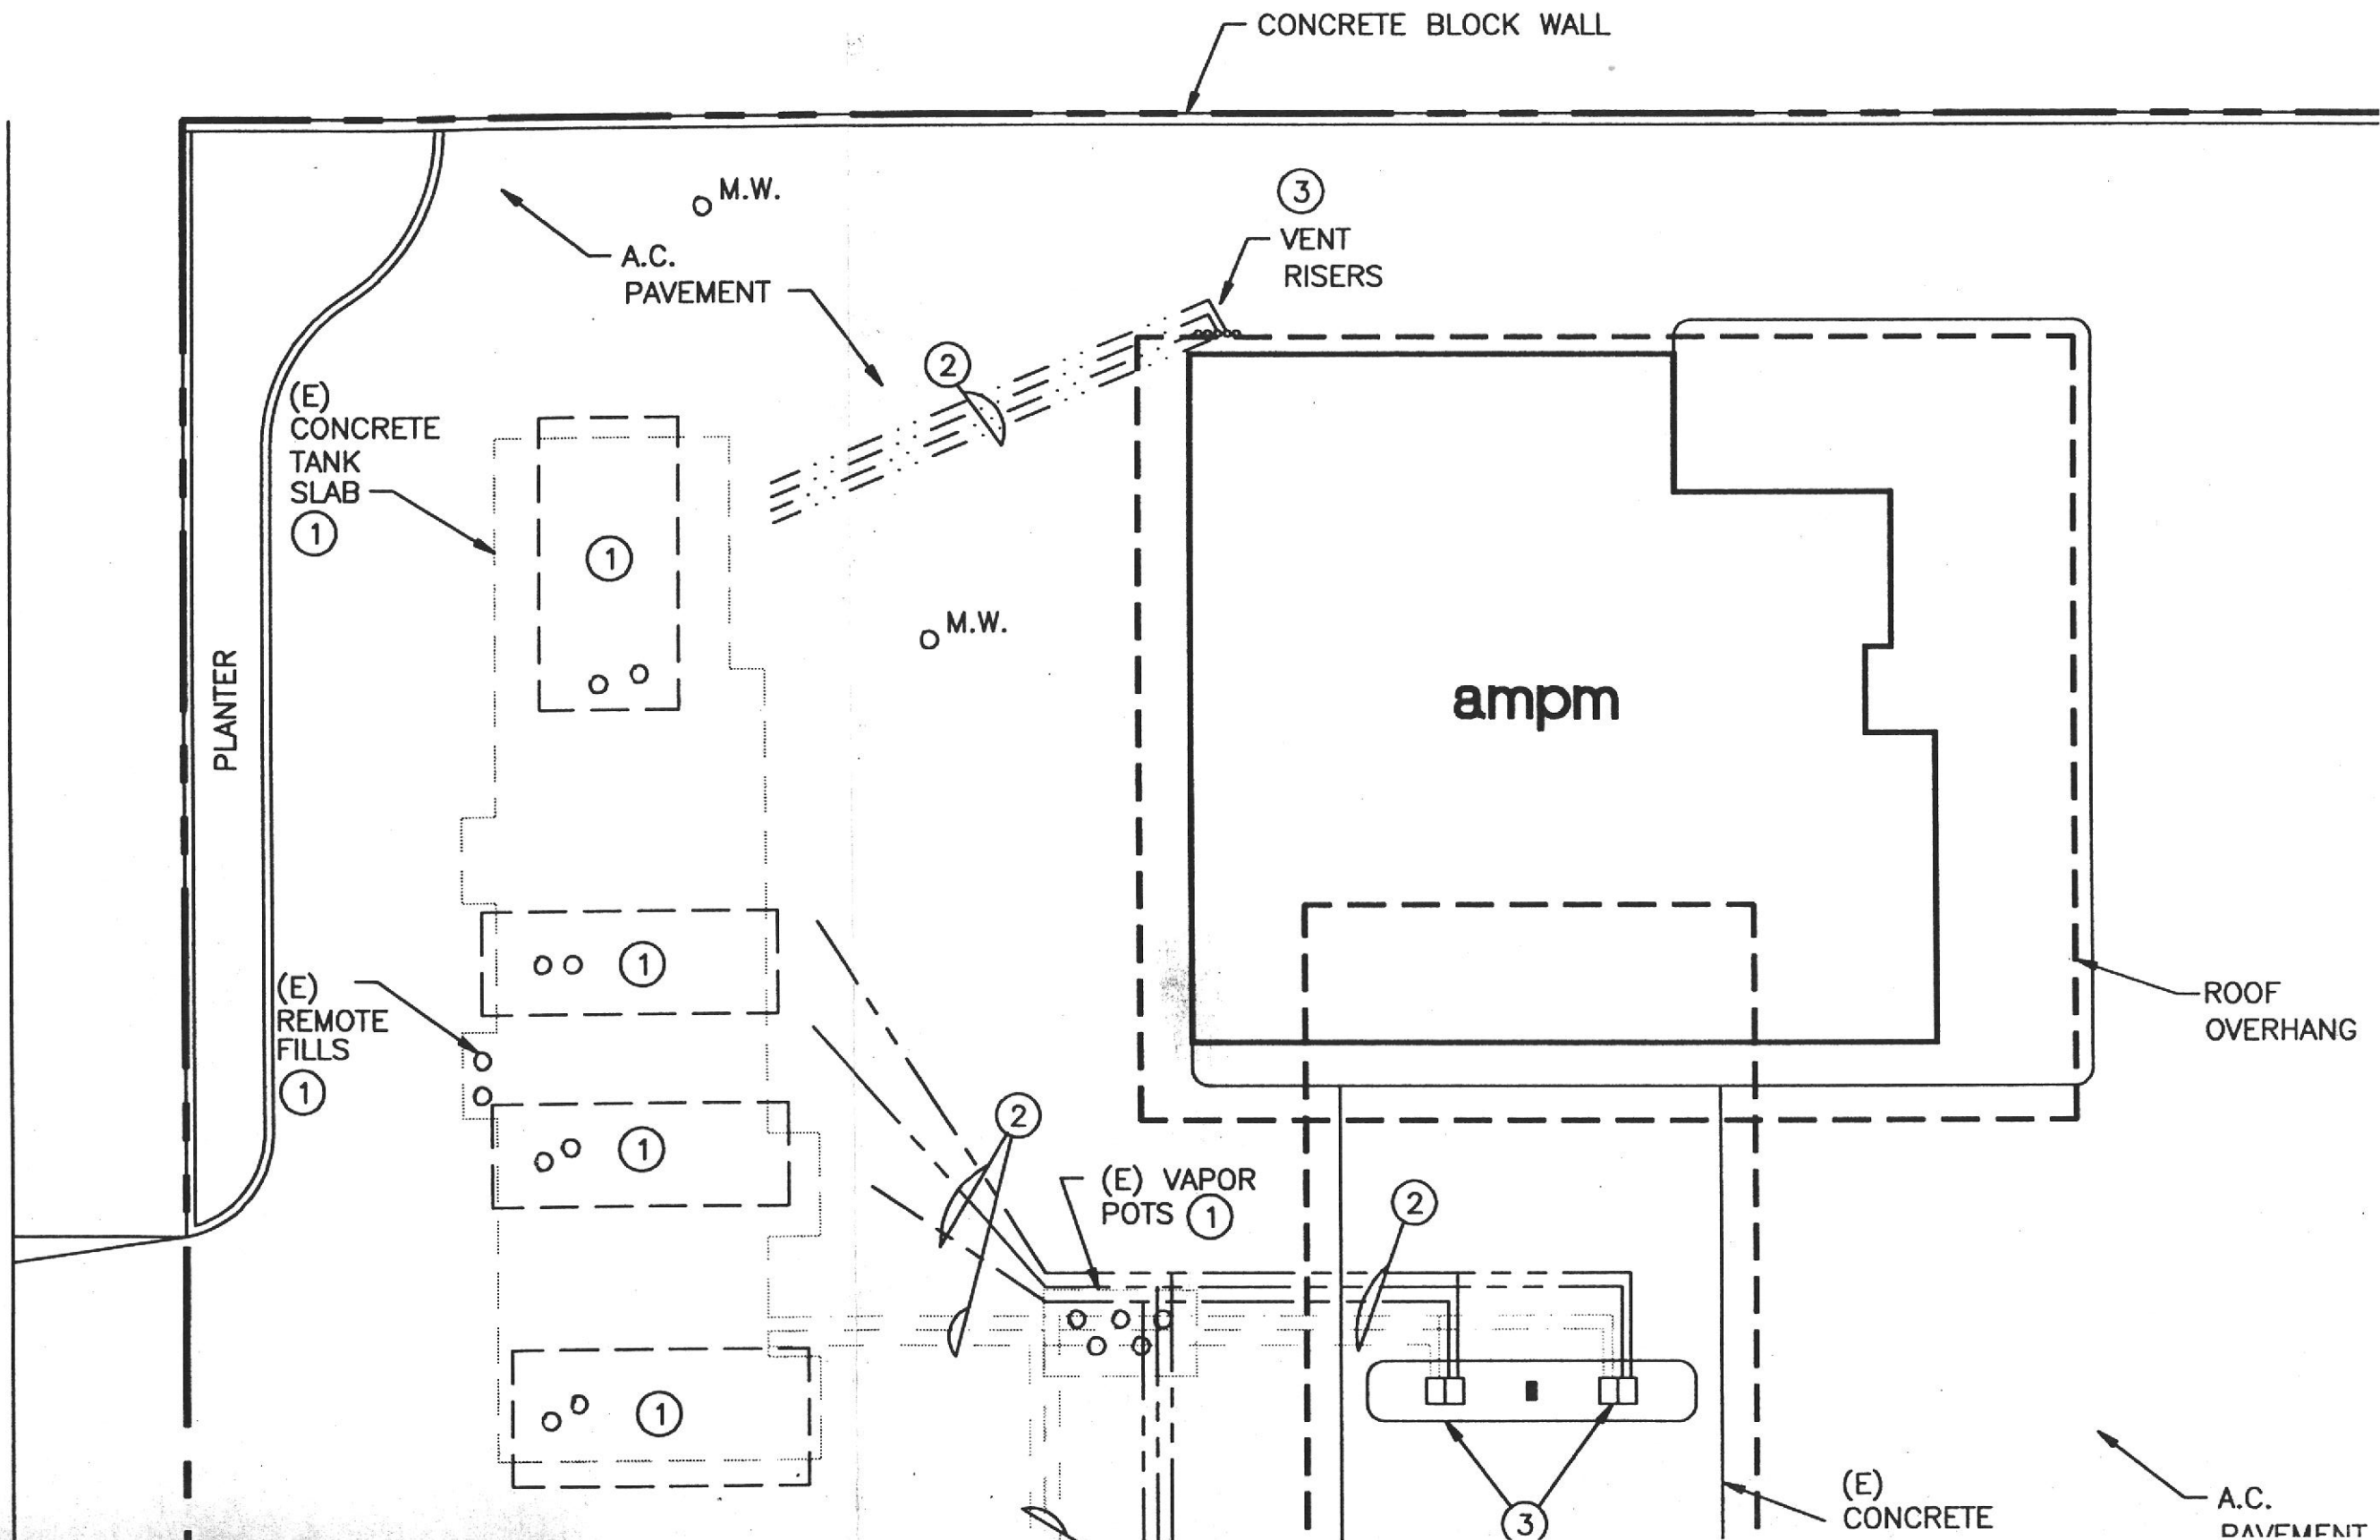 CONCRETE BLOCK WALL
M.W.
3
VENT
RISERS
A.C.
PAVEMENT
2
(E)
CONCRETE
TANK
SLAB
1
1
M.W.
PLANTER
ampm
1
(E)
REMOTE
FILLS
1
ROOF
OVERHANG
2
1
(E) VAPOR
POTS 1
2
1
(E)
CONCRETE
3
A.C.
PAVEMENT